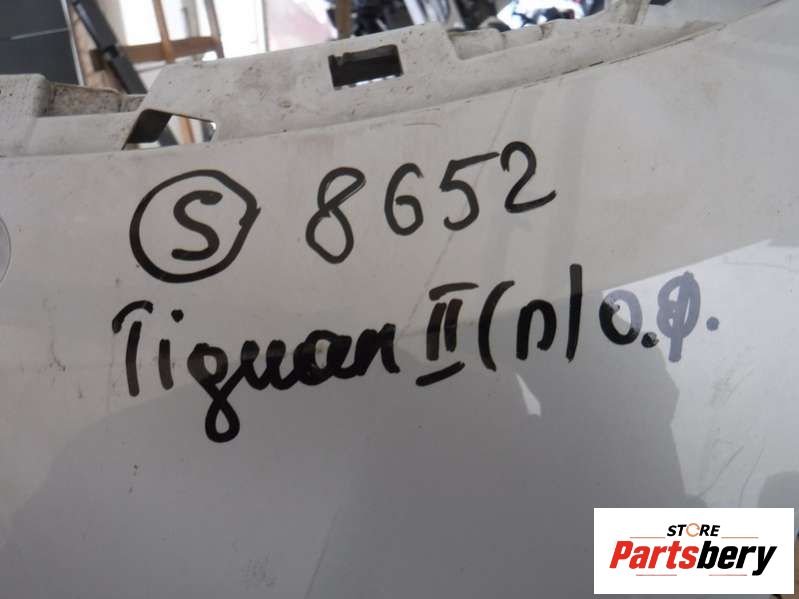 Ⓢ 8652
Tiguan II (п) О.Ф.
STORE
Partsbery